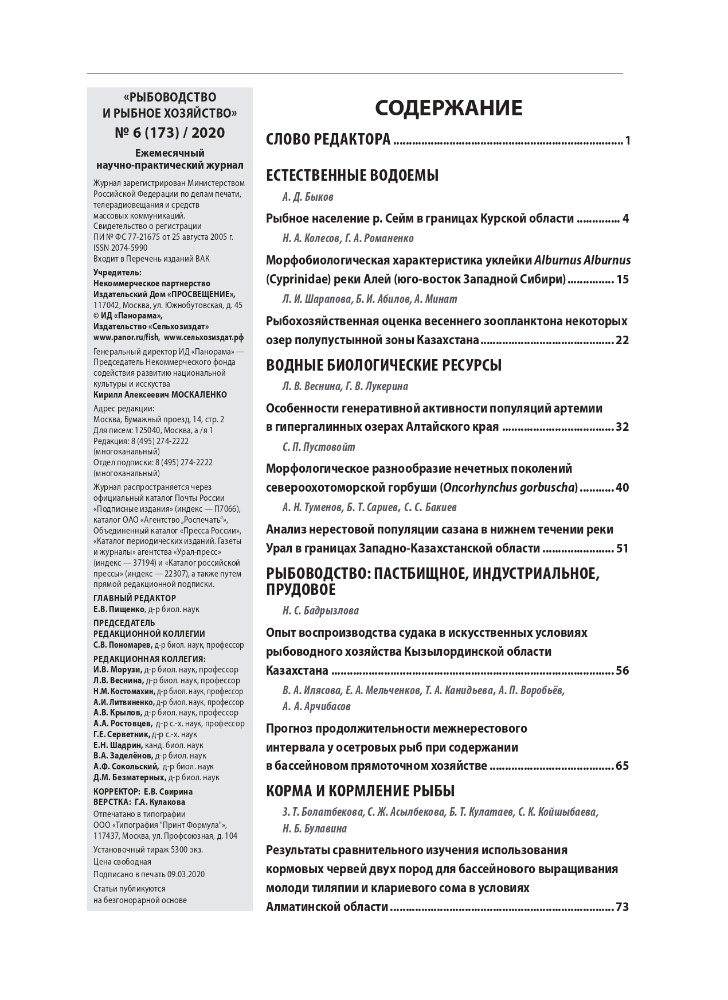 «РЫБОВОДСТВО
И РЫБНОЕ ХОЗЯЙСТВО»
№ 6 (173) / 2020
Ежемесячный
научно-практический журнал
Журнал зарегистрирован Министерством
Российской Федерации по делам печати,
телерадиовещания и средств
массовых коммуникаций.
Свидетельство о регистрации
ПИ № ФС 77-21675 от 25 августа 2005 г.
ISSN 2074-5990
Входит в Перечень изданий ВАК
Учредитель:
Некоммерческое партнерство
Издательский Дом «ПРОСВЕЩЕНИЕ»,
117042, Москва, ул. Южнобутовская, д. 45
© ИД «Панорама»,
Издательство «Сельхозиздат»
www.panor.ru/fish, www.сельхозиздат.рф
Генеральный директор ИД «Панорама» —
Председатель Некоммерческого фонда
содействия развитию национальной
культуры и исскуства
Кирилл Алексеевич МОСКАЛЕНКО
Адрес редакции:
Москва, Бумажный проезд, 14, стр. 2
Для писем: 125040, Москва, а /я 1
Редакция: 8 (495) 274-2222
(многоканальный)
Отдел подписки: 8 (495) 274-2222
(многоканальный)
Журнал распространяется через
официальный каталог Почты России
«Подписные издания» (индекс — П7066),
каталог ОАО «Агентство „Роспечать”»,
Объединенный каталог «Пресса России»,
«Каталог периодических изданий. Газеты
и журналы» агентства «Урал-пресс»
(индекс — 37194) и «Каталог российской
прессы» (индекс — 22307), а также путем
прямой редакционной подписки.
ГЛАВНЫЙ РЕДАКТОР
Е.В. Пищенко, д-р биол. наук
ПРЕДСЕДАТЕЛЬ
РЕДАКЦИОННОЙ КОЛЛЕГИИ
С.В. Пономарев, д-р биол. наук, профессор
РЕДАКЦИОННАЯ КОЛЛЕГИЯ:
И.В. Морузи, д-р биол. наук, профессор
Л.В. Веснина, д-р биол. наук, профессор
Н.М. Костомахин, д-р биол. наук, профессор
А.И. Литвиненко, д-р биол. наук, профессор
А.В. Крылов, д-р биол. наук, профессор
А.А. Ростовцев, д-р с.-х. наук, профессор
Г.Е. Серветник, д-р с.-х. наук
Е.Н. Шадрин, канд. биол. наук
В.А. Заделёнов, д-р биол. наук
А.Ф. Сокольский, д-р биол. наук
Д.М. Безматерных, д-р биол. наук
КОРРЕКТОР: Е.В. Свирина
ВЕРСТКА: Г.А. Кулакова
Отпечатано в типографии
ООО «Типография "Принт Формула"»,
117437, Москва, ул. Профсоюзная, д. 104
Установочный тираж 5300 экз.
Цена свободная
Подписано в печать 09.03.2020
Статьи публикуются
на безгонорарной основе
СОДЕРЖАНИЕ
СЛОВО РЕДАКТОРА ........................................................................... 1
ЕСТЕСТВЕННЫЕ ВОДОЕМЫ
А. Д. Быков
Рыбное население р. Сейм в границах Курской области .............. 4
Н. А. Колесов, Г. А. Романенко
Морфобиологическая характеристика уклейки Alburnus Alburnus
(Cyprinidae) реки Алей (юго-восток Западной Сибири) ............... 15
Л. И. Шарапова, Б. И. Абилов, А. Минат
Рыбохозяйственная оценка весеннего зоопланктона некоторых
озер полупустынной зоны Казахстана ........................................... 22
ВОДНЫЕ БИОЛОГИЧЕСКИЕ РЕСУРСЫ
Л. В. Веснина, Г. В. Лукерина
Особенности генеративной активности популяций артемии
в гипергалинных озерах Алтайского края .................................... 32
С. П. Пустовойт
Морфологическое разнообразие нечетных поколений
североохотоморской горбуши (Oncorhynchus gorbuscha) ........... 40
А. Н. Туменов, Б. Т. Сариев, С. С. Бакиев
Анализ нерестовой популяции сазана в нижнем течении реки
Урал в границах Западно-Казахстанской области ....................... 51
РЫБОВОДСТВО: ПАСТБИЩНОЕ, ИНДУСТРИАЛЬНОЕ,
ПРУДОВОЕ
Н. С. Бадрызлова
Опыт воспроизводства судака в искусственных условиях
рыбоводного хозяйства Кызылординской области
Казахстана ........................................................................................... 56
В. А. Илясова, Е. А. Мельченков, Т. А. Канидьева, А. П. Воробьёв,
А. А. Арчибасов
Прогноз продолжительности межнерестового
интервала у осетровых рыб при содержании
в бассейновом прямоточном хозяйстве ........................................ 65
КОРМА И КОРМЛЕНИЕ РЫБЫ
З. Т. Болатбекова, С. Ж. Асылбекова, Б. Т. Кулатаев, С. К. Койшыбаева,
Н. Б. Булавина
Результаты сравнительного изучения использования
кормовых червей двух пород для бассейнового выращивания
молоди тиляпии и клариевого сома в условиях
Алматинской области ........................................................................ 73